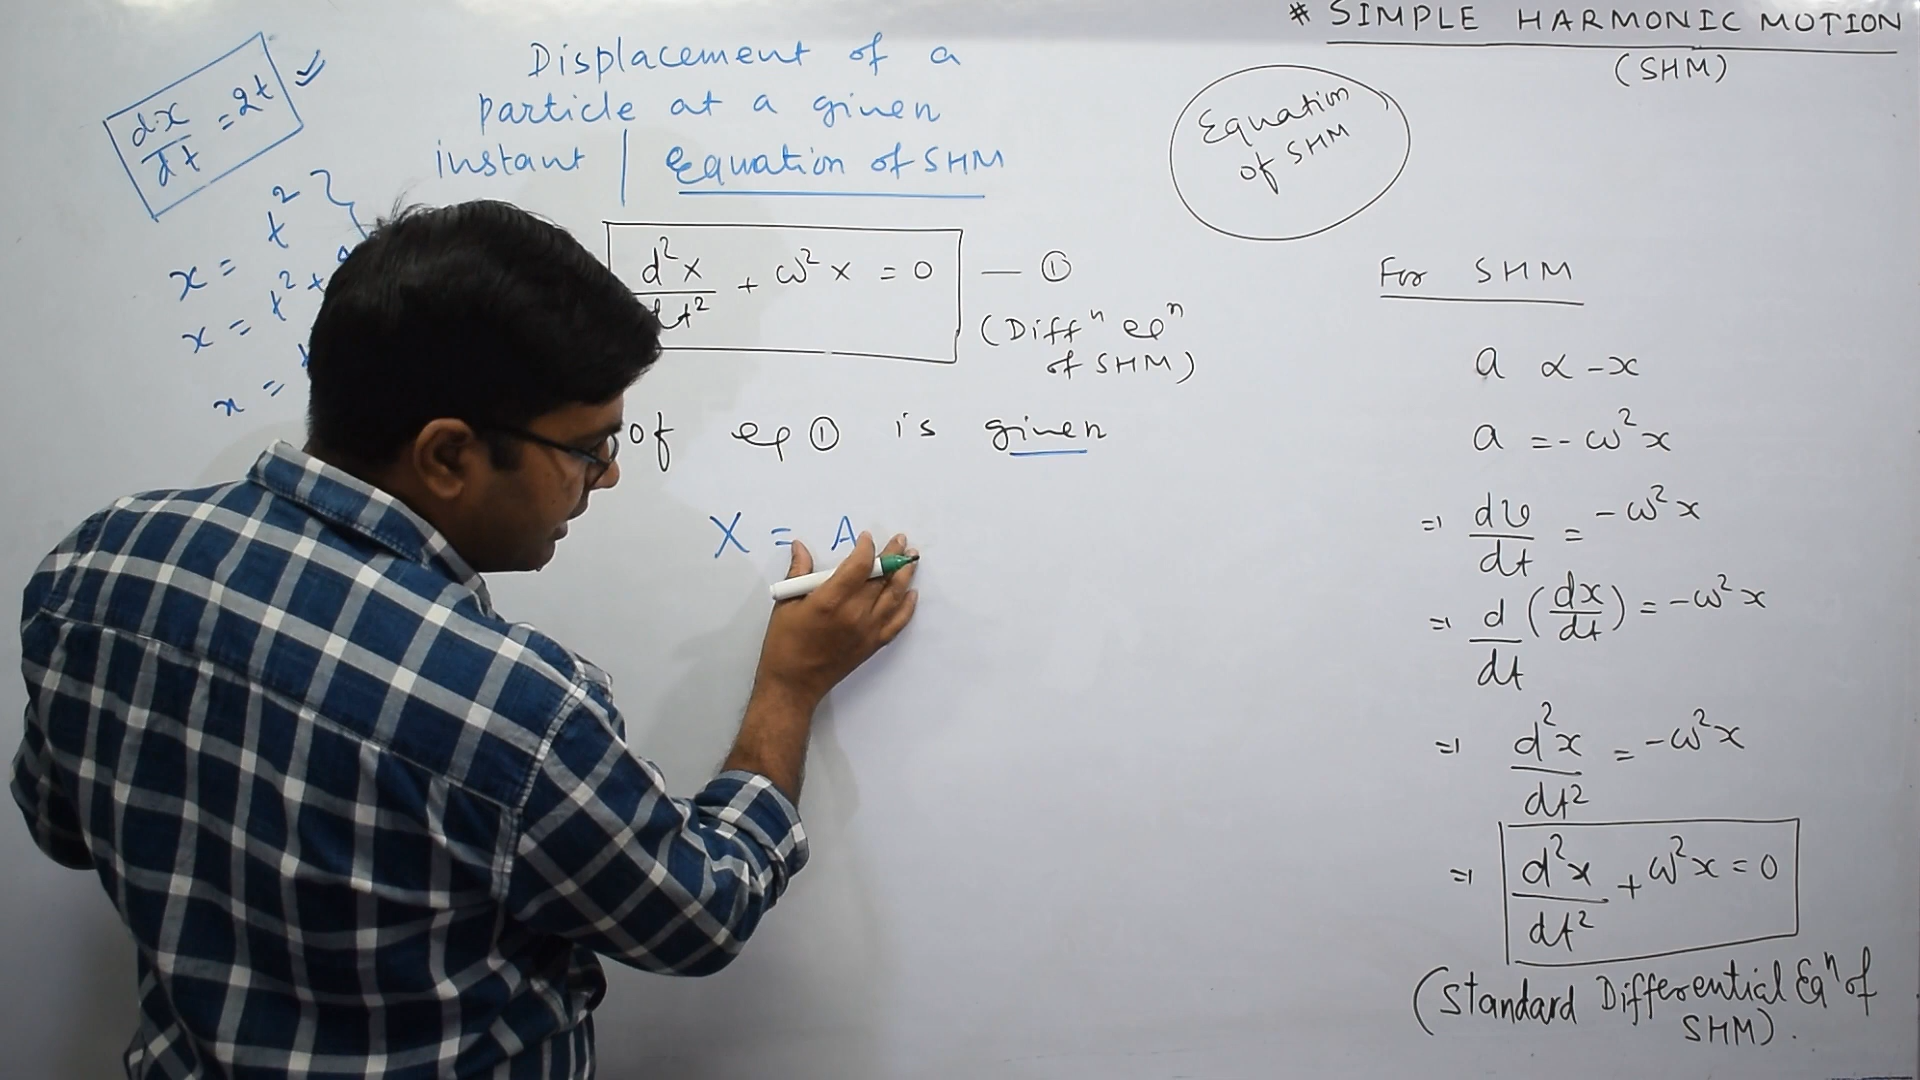 # SIMPLE HARMONIC MOTION
(SHM)
Displacement of a
particle at a given
instant | Equation of SHM
dx/dt = 2t
x = t²
x = t² +
x =
d²x/dt² + ω²x = 0 — ①
(Diffⁿ eqⁿ
of SHM)
of eq ① is given
X = A
Equation
of SHM
For SHM
a ∝ -x
a = -ω²x
⇒ dv/dt = -ω²x
⇒ d/dt (dx/dt) = -ω²x
⇒ d²x/dt² = -ω²x
⇒ d²x/dt² + ω²x = 0
(Standard Differential Eqⁿ of
SHM).